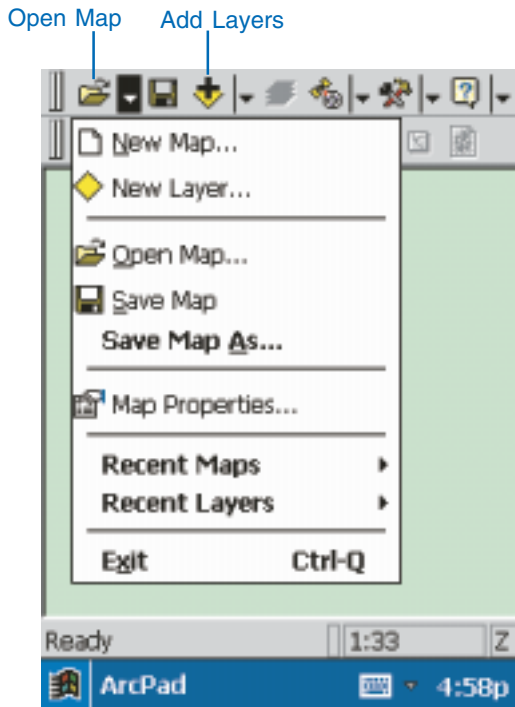 Open Map
Add Layers
New Map...
New Layer...
Open Map...
Save Map
Save Map As...
Map Properties...
Recent Maps
Recent Layers
Exit Ctrl-Q
Ready 1:33 Z
ArcPad 4:58p